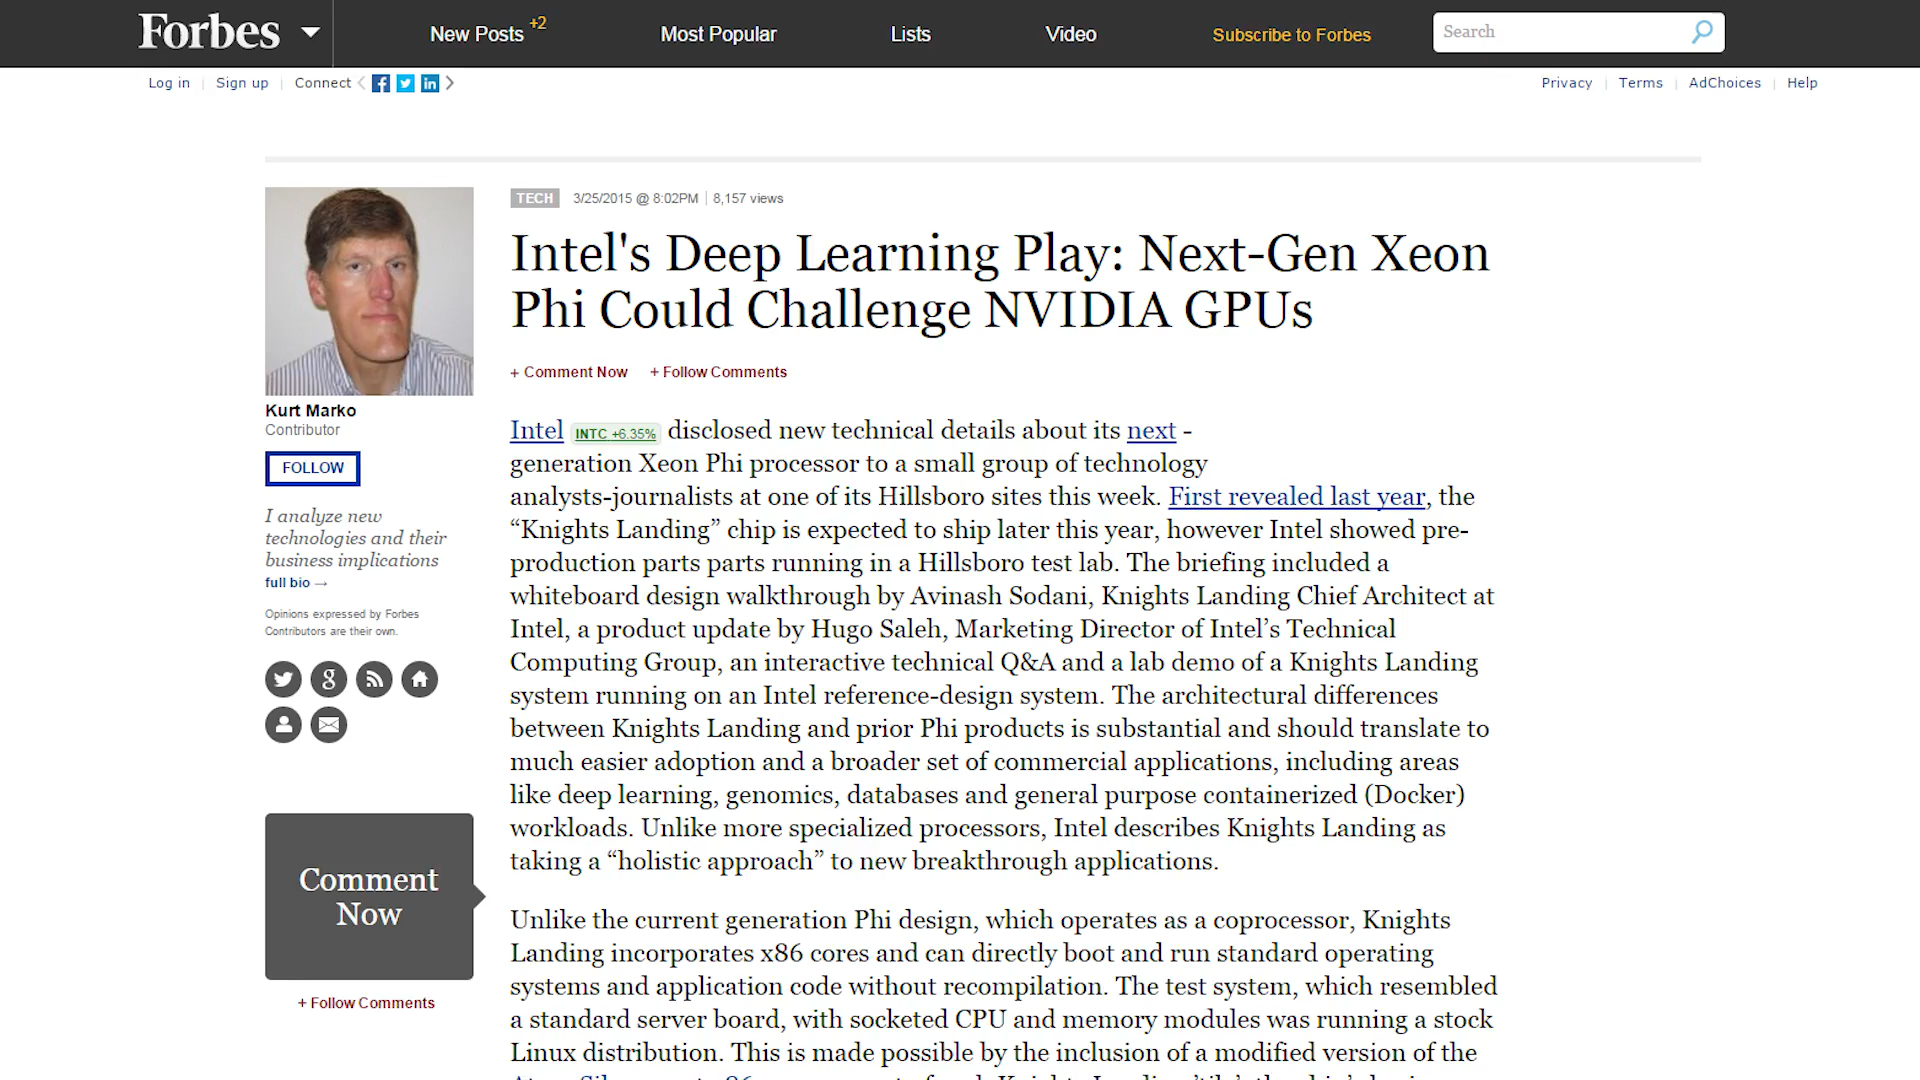 Forbes
New Posts +2
Most Popular
Lists
Video
Subscribe to Forbes
Search
Log in
Sign up
Connect
Privacy
Terms
AdChoices
Help
TECH 3/25/2015 @ 8:02PM 8,157 views
Intel's Deep Learning Play: Next-Gen Xeon
Phi Could Challenge NVIDIA GPUs
+ Comment Now + Follow Comments
Kurt Marko
Contributor
FOLLOW
I analyze new
technologies and their
business implications
full bio →
Opinions expressed by Forbes
Contributors are their own.
Comment
Now
+ Follow Comments
Intel INTC +6.35% disclosed new technical details about its next -
generation Xeon Phi processor to a small group of technology
analysts-journalists at one of its Hillsboro sites this week. First revealed last year, the
“Knights Landing” chip is expected to ship later this year, however Intel showed pre-
production parts parts running in a Hillsboro test lab. The briefing included a
whiteboard design walkthrough by Avinash Sodani, Knights Landing Chief Architect at
Intel, a product update by Hugo Saleh, Marketing Director of Intel’s Technical
Computing Group, an interactive technical Q&A and a lab demo of a Knights Landing
system running on an Intel reference-design system. The architectural differences
between Knights Landing and prior Phi products is substantial and should translate to
much easier adoption and a broader set of commercial applications, including areas
like deep learning, genomics, databases and general purpose containerized (Docker)
workloads. Unlike more specialized processors, Intel describes Knights Landing as
taking a “holistic approach” to new breakthrough applications.
Unlike the current generation Phi design, which operates as a coprocessor, Knights
Landing incorporates x86 cores and can directly boot and run standard operating
systems and application code without recompilation. The test system, which resembled
a standard server board, with socketed CPU and memory modules was running a stock
Linux distribution. This is made possible by the inclusion of a modified version of the